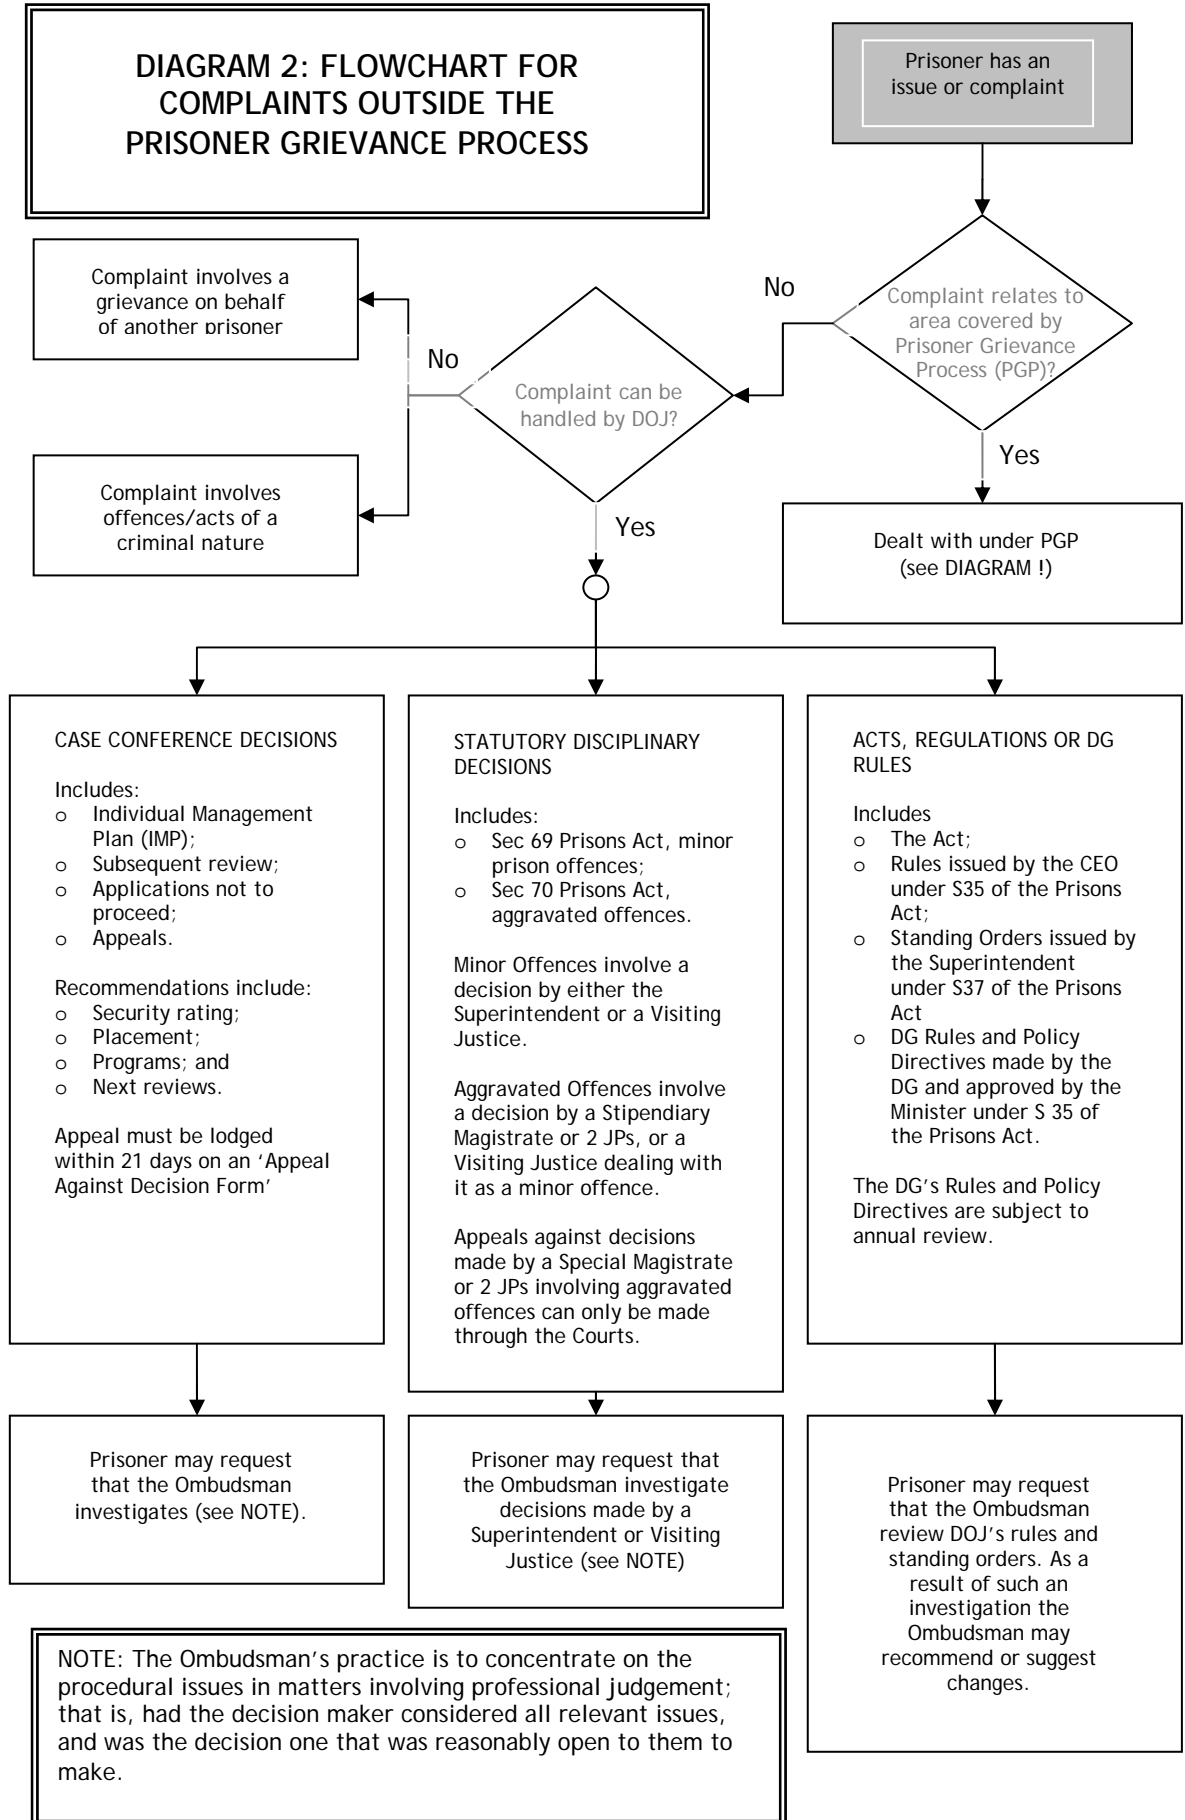 DIAGRAM 2: FLOWCHART FOR
COMPLAINTS OUTSIDE THE
PRISONER GRIEVANCE PROCESS
Prisoner has an
issue or complaint
Complaint relates to
area covered by
Prisoner Grievance
Process (PGP)?
No
Yes
Dealt with under PGP
(see DIAGRAM !)
Complaint can be
handled by DOJ?
No
Yes
Complaint involves a
grievance on behalf
of another prisoner
Complaint involves
offences/acts of a
criminal nature
CASE CONFERENCE DECISIONS
Includes:
o Individual Management
Plan (IMP);
o Subsequent review;
o Applications not to
proceed;
o Appeals.
Recommendations include:
o Security rating;
o Placement;
o Programs; and
o Next reviews.
Appeal must be lodged
within 21 days on an ‘Appeal
Against Decision Form’
STATUTORY DISCIPLINARY
DECISIONS
Includes:
o Sec 69 Prisons Act, minor
prison offences;
o Sec 70 Prisons Act,
aggravated offences.
Minor Offences involve a
decision by either the
Superintendent or a Visiting
Justice.
Aggravated Offences involve
a decision by a Stipendiary
Magistrate or 2 JPs, or a
Visiting Justice dealing with
it as a minor offence.
Appeals against decisions
made by a Special Magistrate
or 2 JPs involving aggravated
offences can only be made
through the Courts.
ACTS, REGULATIONS OR DG
RULES
Includes
o The Act;
o Rules issued by the CEO
under S35 of the Prisons
Act;
o Standing Orders issued by
the Superintendent
under S37 of the Prisons
Act
o DG Rules and Policy
Directives made by the
DG and approved by the
Minister under S 35 of
the Prisons Act.
The DG’s Rules and Policy
Directives are subject to
annual review.
Prisoner may request
that the Ombudsman
investigates (see NOTE).
Prisoner may request that
the Ombudsman investigate
decisions made by a
Superintendent or Visiting
Justice (see NOTE)
Prisoner may request
that the Ombudsman
review DOJ’s rules and
standing orders. As a
result of such an
investigation the
Ombudsman may
recommend or suggest
changes.
NOTE: The Ombudsman’s practice is to concentrate on the
procedural issues in matters involving professional judgement;
that is, had the decision maker considered all relevant issues,
and was the decision one that was reasonably open to them to
make.